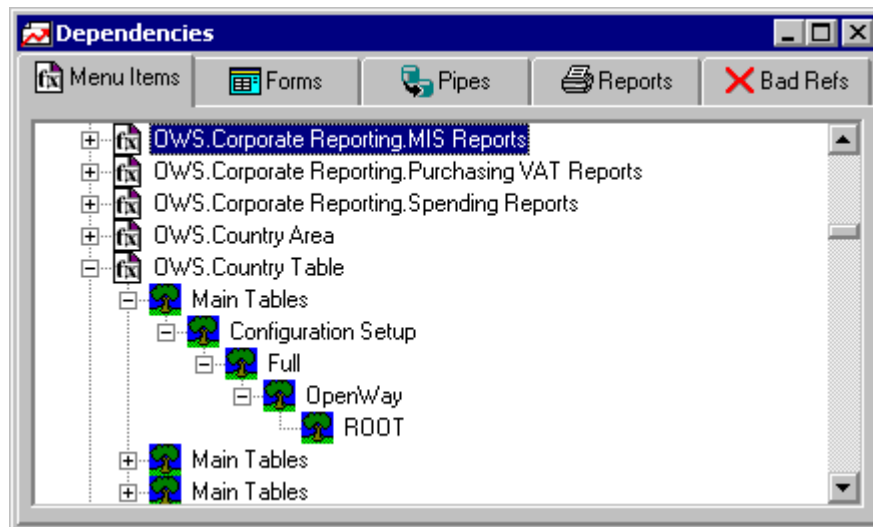 Dependencies
Menu Items Forms Pipes Reports Bad Refs
OWS.Corporate Reporting.MIS Reports
OWS.Corporate Reporting.Purchasing VAT Reports
OWS.Corporate Reporting.Spending Reports
OWS.Country Area
OWS.Country Table
Main Tables
Configuration Setup
Full
OpenWay
ROOT
Main Tables
Main Tables